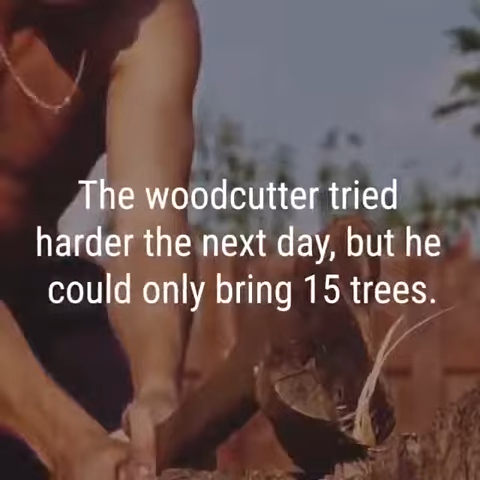 The woodcutter tried
harder the next day, but he
could only bring 15 trees.